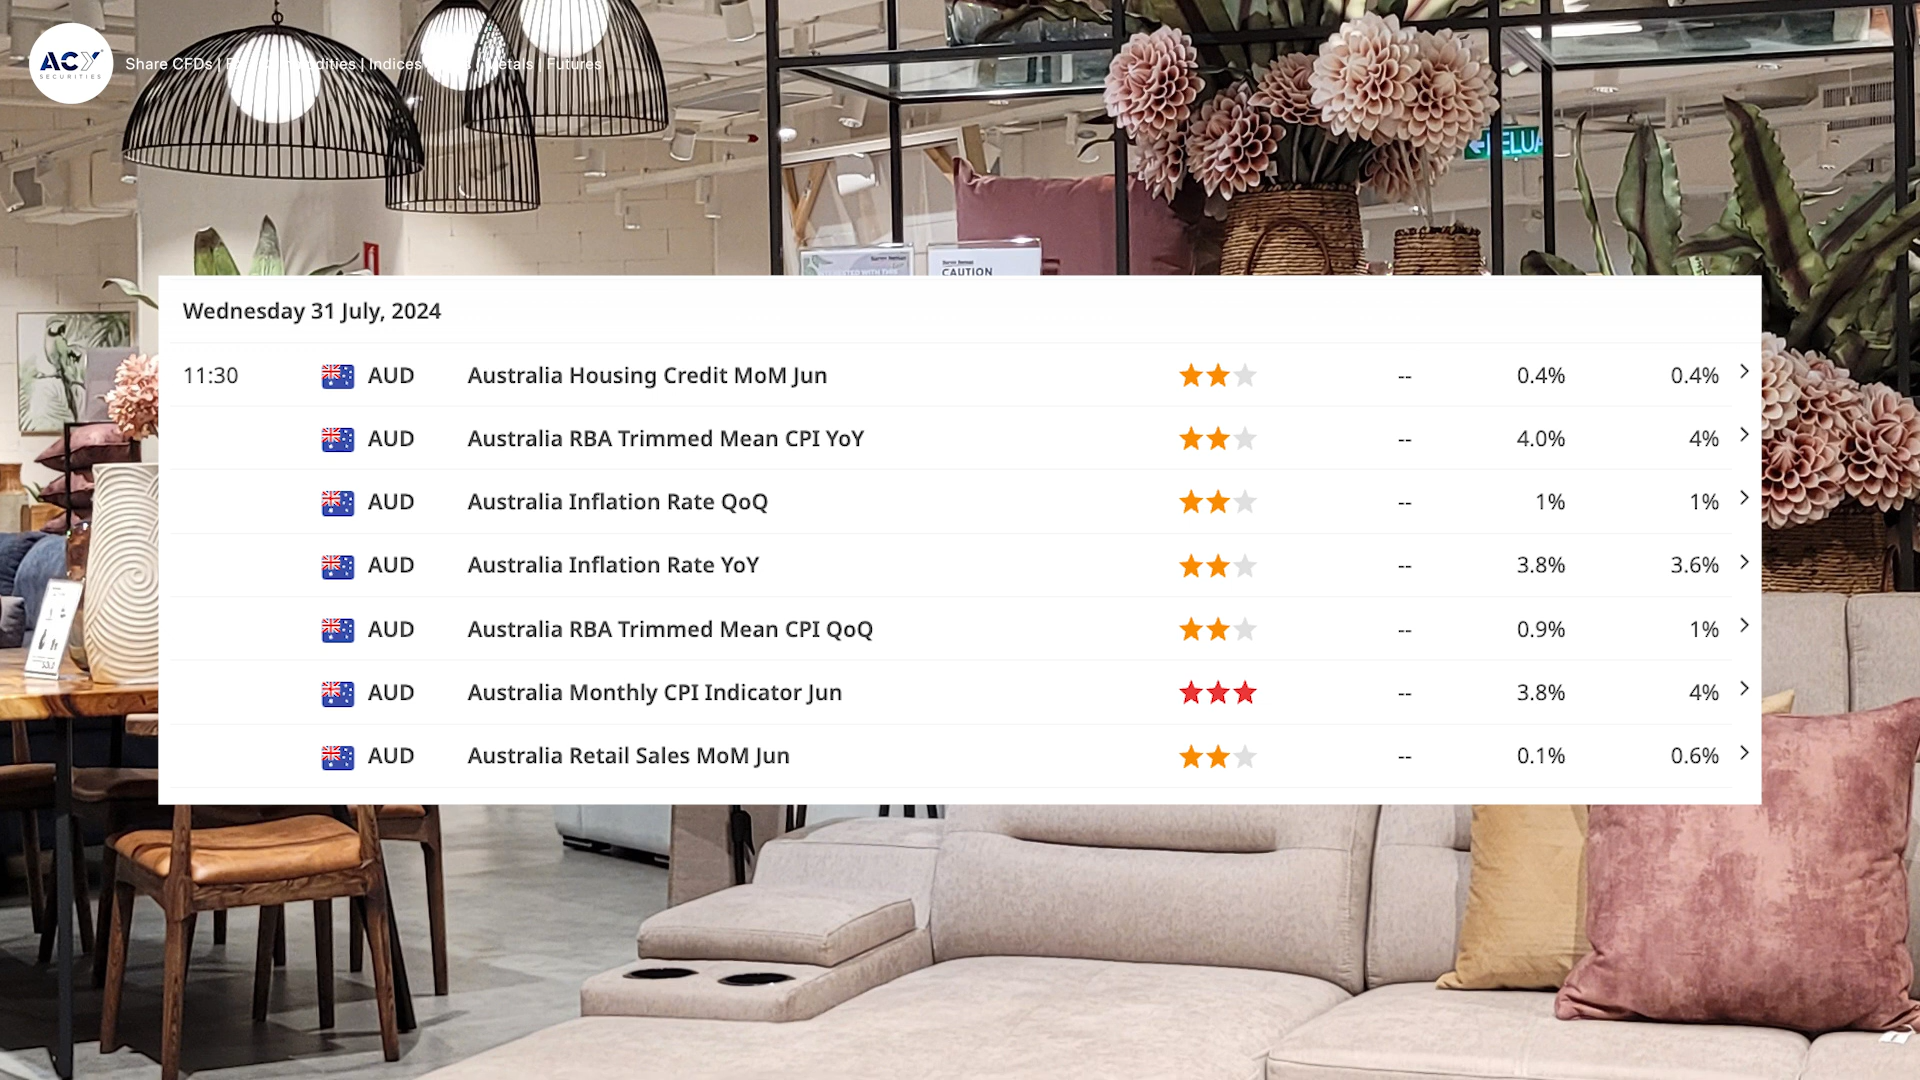 ACY
SECURITIES
Share CFDs | | Indices | Metals | Futures
CAUTION
Wednesday 31 July, 2024
11:30 AUD Australia Housing Credit MoM Jun -- 0.4% 0.4%
AUD Australia RBA Trimmed Mean CPI YoY -- 4.0% 4%
AUD Australia Inflation Rate QoQ -- 1% 1%
AUD Australia Inflation Rate YoY -- 3.8% 3.6%
AUD Australia RBA Trimmed Mean CPI QoQ -- 0.9% 1%
AUD Australia Monthly CPI Indicator Jun -- 3.8% 4%
AUD Australia Retail Sales MoM Jun -- 0.1% 0.6%